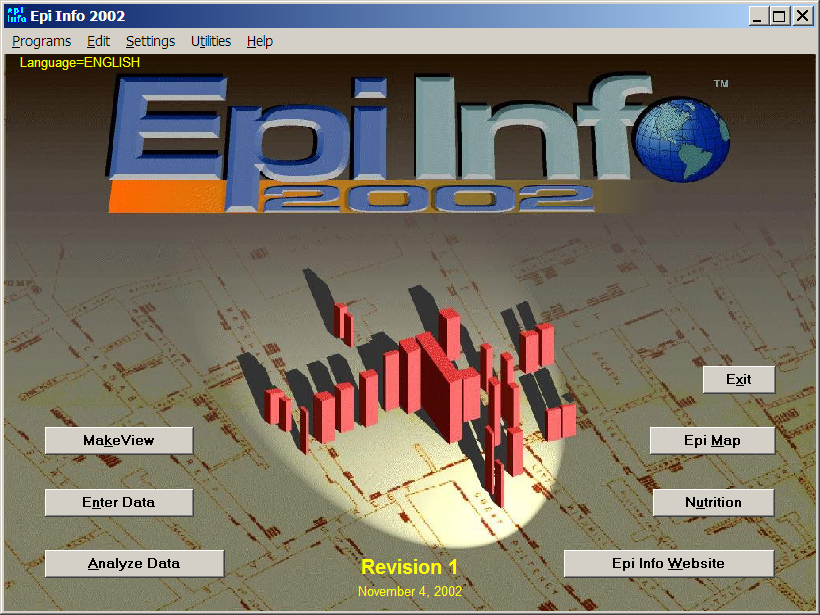 Epi Info 2002
Programs Edit Settings Utilities Help
Language=ENGLISH
Epi Info
TM
2002
Exit
MakeView
Epi Map
Enter Data
Nutrition
Analyze Data
Epi Info Website
Revision 1
November 4, 2002